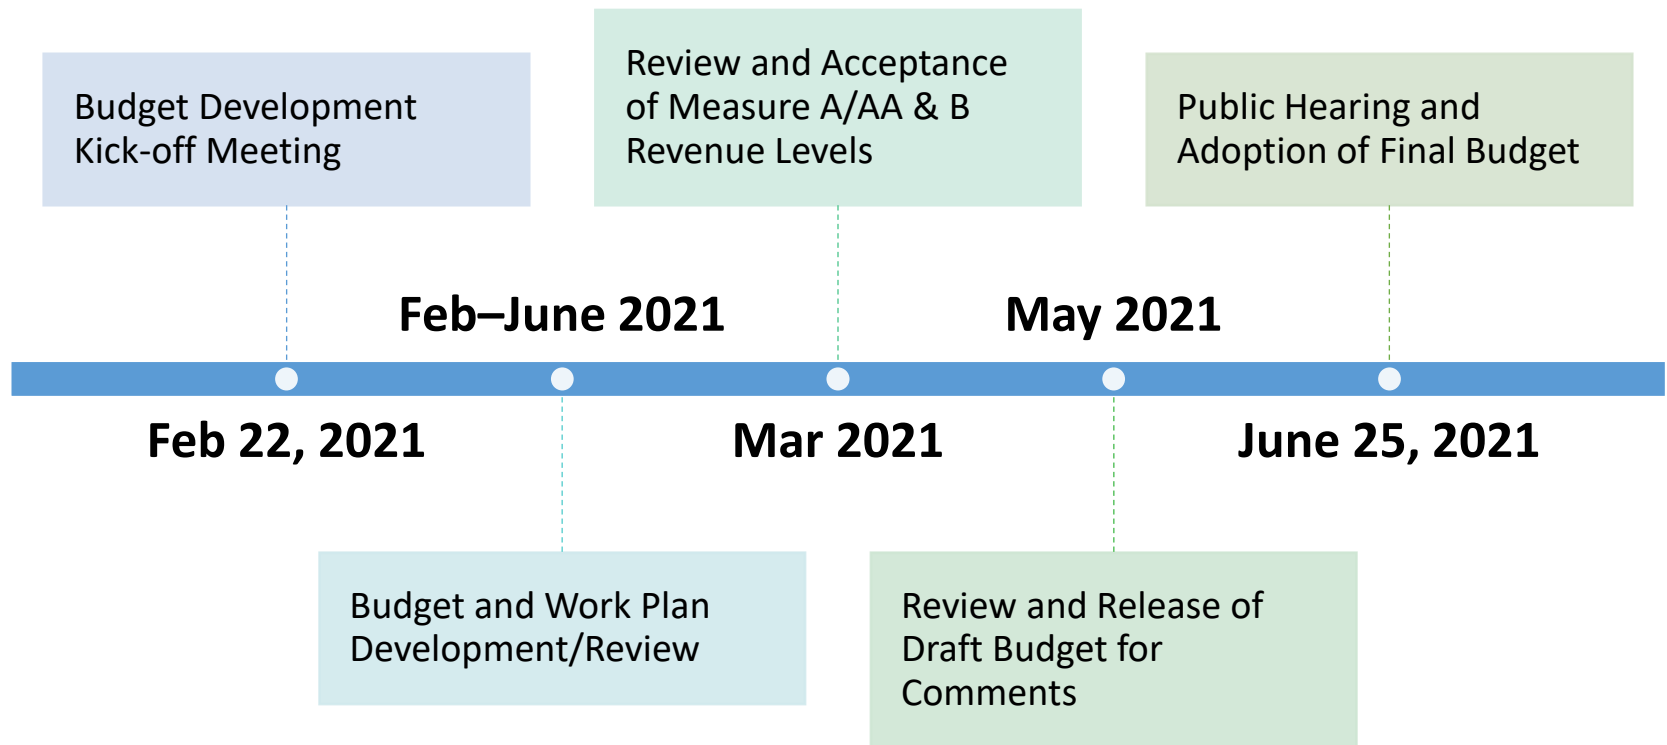 Budget Development
Kick-off Meeting
Review and Acceptance
of Measure A/AA & B
Revenue Levels
Public Hearing and
Adoption of Final Budget
Feb–June 2021
May 2021
Feb 22, 2021
Mar 2021
June 25, 2021
Budget and Work Plan
Development/Review
Review and Release of
Draft Budget for
Comments